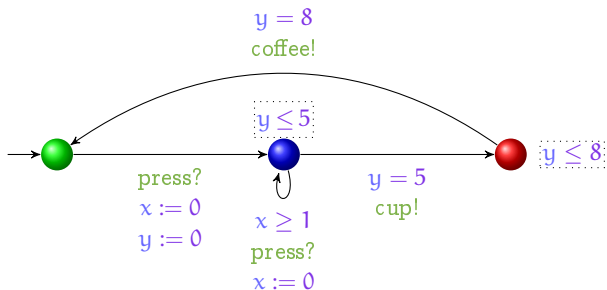 y = 8
coffee!
y ≤ 5
y ≤ 8
press?
x := 0
y := 0
y = 5
cup!
x ≥ 1
press?
x := 0